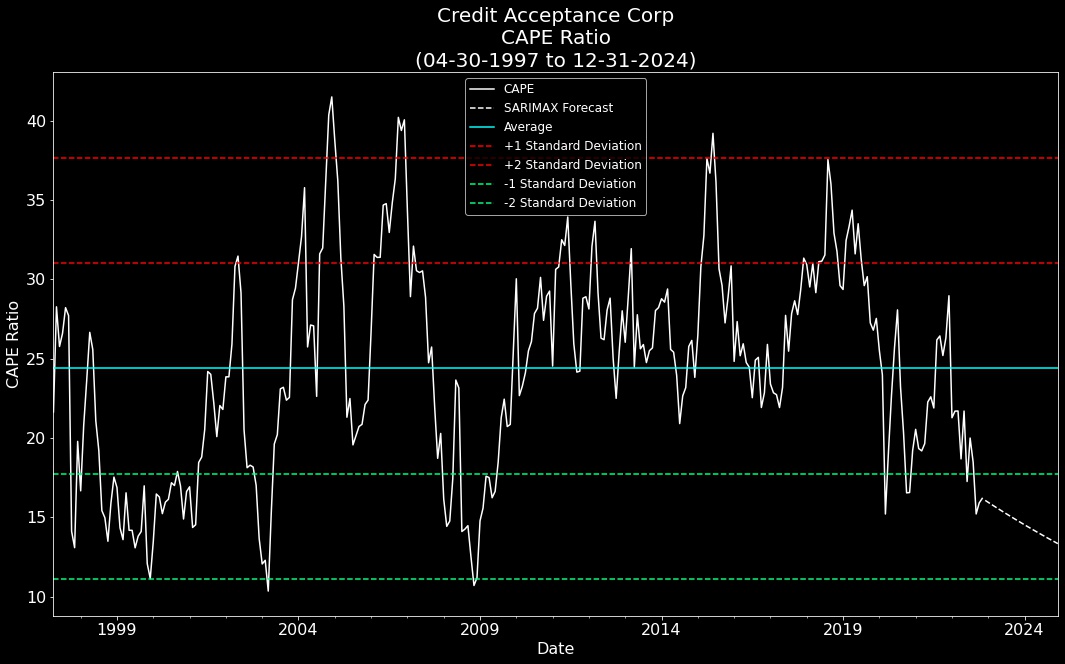 Credit Acceptance Corp
CAPE Ratio
(04-30-1997 to 12-31-2024)
CAPE
SARIMAX Forecast
Average
+1 Standard Deviation
+2 Standard Deviation
-1 Standard Deviation
-2 Standard Deviation
CAPE Ratio
40
35
30
25
20
15
10
1999 2004 2009 2014 2019 2024
Date